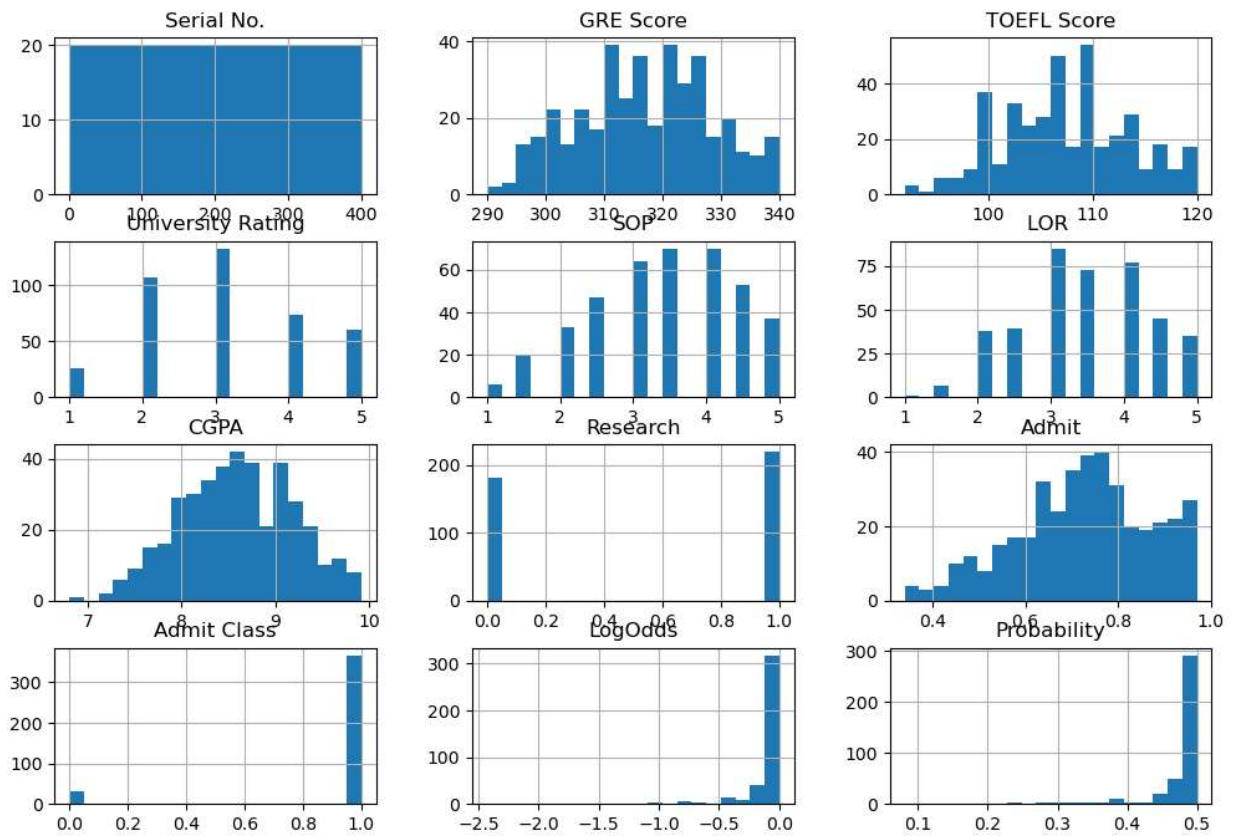 Serial No. GRE Score TOEFL Score
20 40 40
10 20 20
0 0 0
0 100 200 300 400 290 300 310 320 330 340 100 110 120
University Rating SOP LOR
100 60 75
50 40 50
20 25
0 0 0
1 2 3 4 5 1 2 3 4 5 1 2 3 4 5
CGPA Research Admit
40 200 40
20 100 20
0 0 0
7 8 9 10 0.0 0.2 0.4 0.6 0.8 1.0 0.4 0.6 0.8 1.0
Admit Class LogOdds Probability
300 300 300
200 200 200
100 100 100
0 0 0
0.0 0.2 0.4 0.6 0.8 1.0 −2.5 −2.0 −1.5 −1.0 −0.5 0.0 0.1 0.2 0.3 0.4 0.5